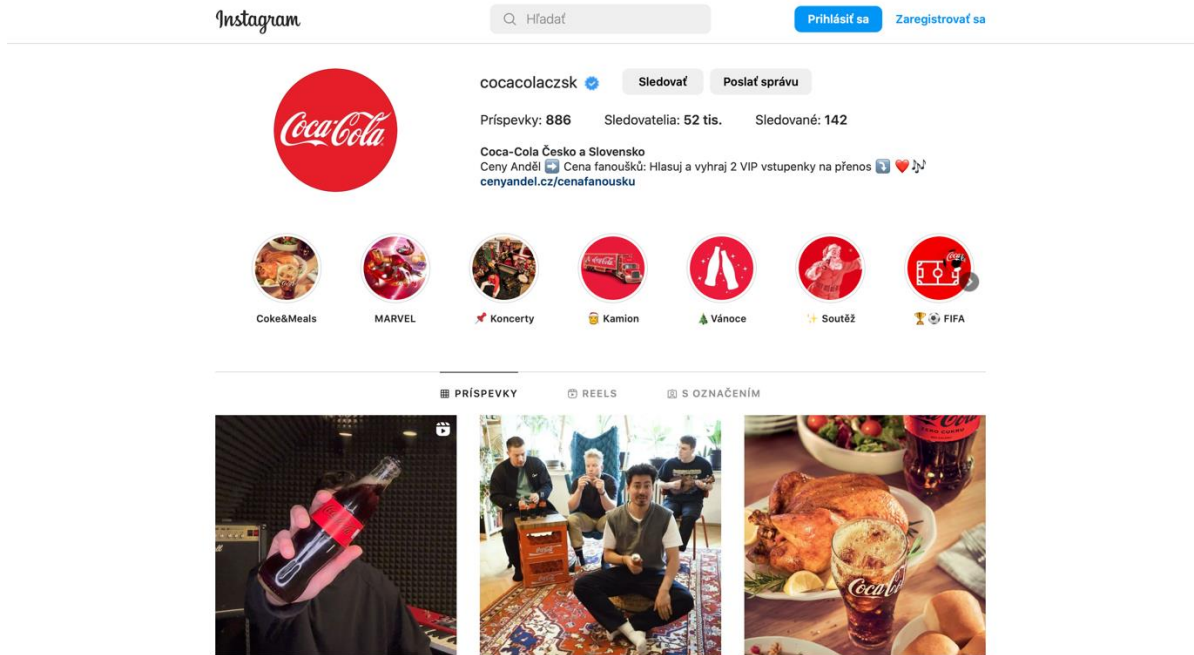 Instagram
Hľadať
Prihlásiť sa
Zaregistrovať sa
cocacolaczsk
Sledovať
Poslať správu
Príspevky: 886 Sledovatelia: 52 tis. Sledované: 142
Coca-Cola Česko a Slovensko
Ceny Anděl ➡️ Cena fanoušků: Hlasuj a vyhraj 2 VIP vstupenky na přenos ⤵️ ❤️🎶
cenyandel.cz/cenafanousku
Coca-Cola
Coke&Meals
MARVEL
📌 Koncerty
🎅 Kamion
🎄 Vánoce
✨ Soutěž
🏆⚽ FIFA
PRÍSPEVKY
REELS
S OZNAČENÍM
ZERO CUKRU
Coca-Cola